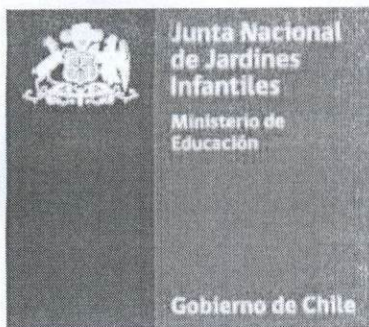 Junta Nacional
de Jardines
Infantiles
Ministerio de
Educación
Gobierno de Chile